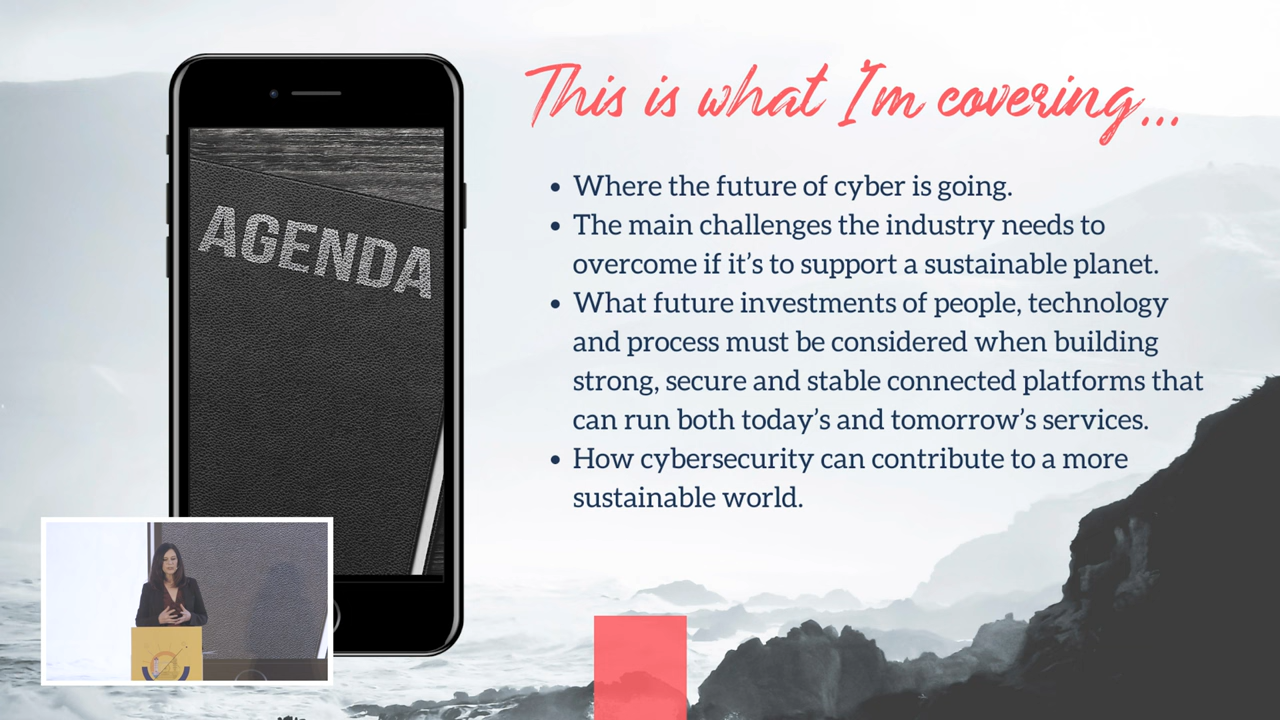 AGENDA
This is what I'm covering...
• Where the future of cyber is going.
• The main challenges the industry needs to
overcome if it’s to support a sustainable planet.
• What future investments of people, technology
and process must be considered when building
strong, secure and stable connected platforms that
can run both today’s and tomorrow’s services.
• How cybersecurity can contribute to a more
sustainable world.